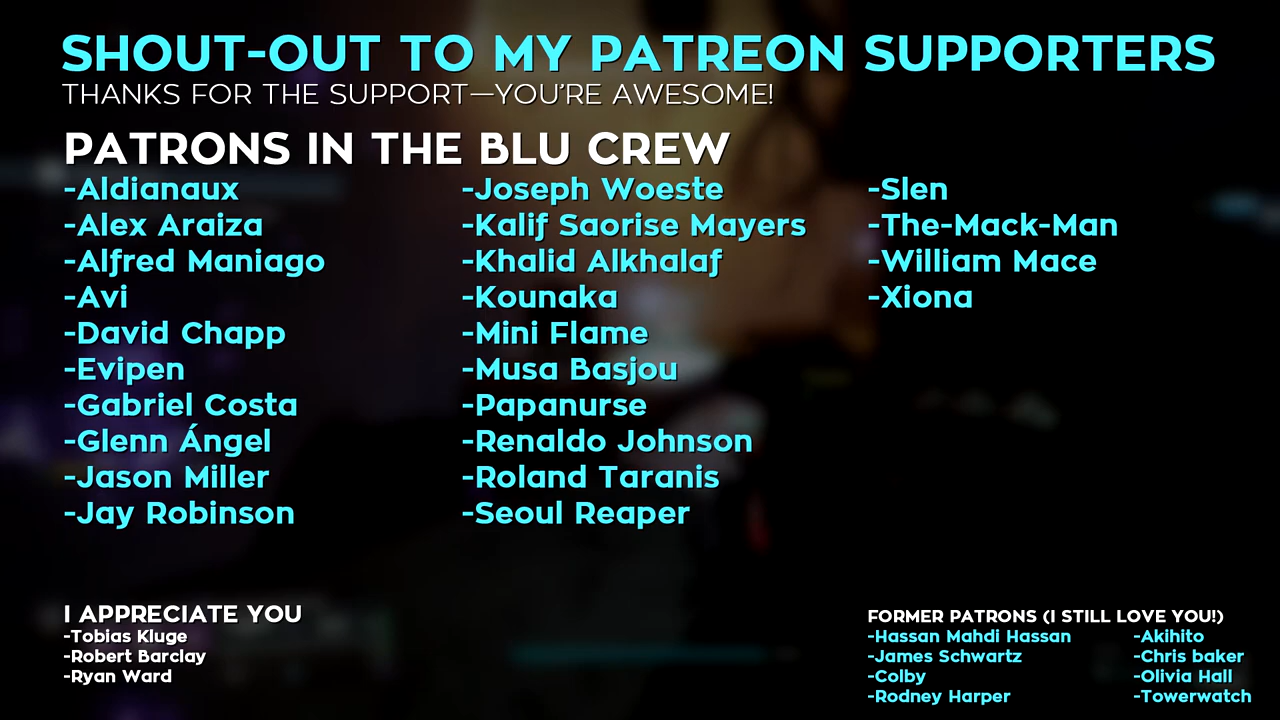 SHOUT-OUT TO MY PATREON SUPPORTERS
THANKS FOR THE SUPPORT—YOU'RE AWESOME!
PATRONS IN THE BLU CREW
-Aldianaux
-Alex Araiza
-Alfred Maniago
-Avi
-David Chapp
-Evipen
-Gabriel Costa
-Glenn Ángel
-Jason Miller
-Jay Robinson
-Joseph Woeste
-Kalif Saorise Mayers
-Khalid Alkhalaf
-Kounaka
-Mini Flame
-Musa Basjou
-Papanurse
-Renaldo Johnson
-Roland Taranis
-Seoul Reaper
-Slen
-The-Mack-Man
-William Mace
-Xiona
I APPRECIATE YOU
-Tobias Kluge
-Robert Barclay
-Ryan Ward
FORMER PATRONS (I STILL LOVE YOU!)
-Hassan Mahdi Hassan
-James Schwartz
-Colby
-Rodney Harper
-Akihito
-Chris baker
-Olivia Hall
-Towerwatch